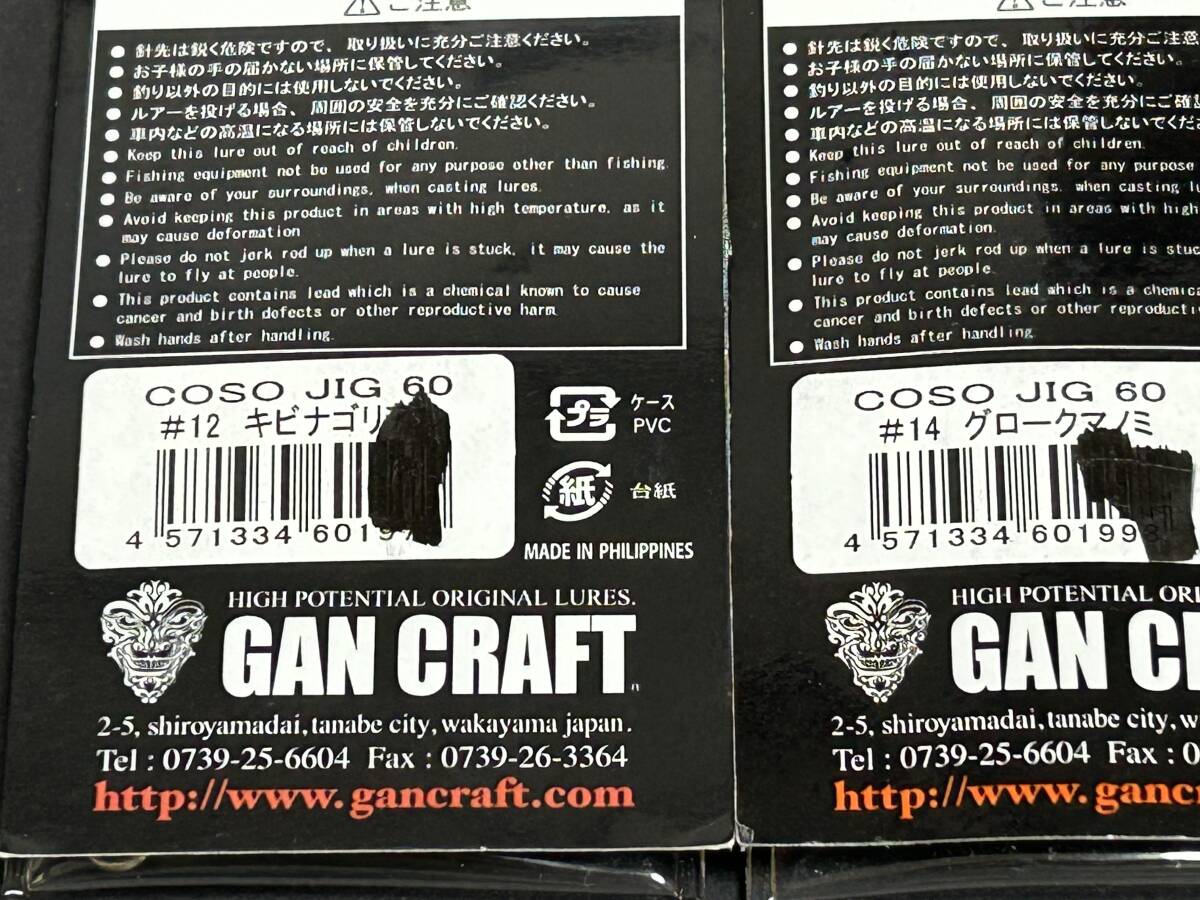 ご注意
● 針先は鋭く危険ですので、取り扱いに充分ご注意ください。
● お子様の手の届かない場所に保管してください。
● 釣り以外の目的には使用しないでください。
● ルアーを投げる場合、周囲の安全を充分にご確認ください。
● 車内などの高温になる場所には保管しないでください。
● Keep this lure out of reach of children.
● Fishing equipment not be used for any purpose other than fishing.
● Be aware of your surroundings, when casting lures.
● Avoid keeping this product in areas with high temperature, as it
may cause deformation
● Please do not jerk rod up when a lure is stuck, it may cause the
lure to fly at people.
● This product contains lead which is a chemical known to cause
cancer and birth defects or other reproductive harm
● Wash hands after handling.
COSO JIG 60
#12 キビナゴリ
4 571334 6019
プラ ケース
PVC
紙 台紙
MADE IN PHILIPPINES
HIGH POTENTIAL ORIGINAL LURES.
GAN CRAFT
2-5, shiroyamadai, tanabe city, wakayama japan.
Tel : 0739-25-6604 Fax : 0739-26-3364
http://www.gancraft.com
ご注意
● 針先は鋭く危険ですので、取り扱いに充分ご注意
● お子様の手の届かない場所に保管してください。
● 釣り以外の目的には使用しないでください。
● ルアーを投げる場合、周囲の安全を充分にご確認
● 車内などの高温になる場所には保管しないでくださ
● Keep this lure out of reach of children.
● Fishing equipment not be used for any purpose
● Be aware of your surroundings, when casting
● Avoid keeping this product in areas with high
may cause deformation.
● Please do not jerk rod up when a lure is stuc
lure to fly at people.
● This product contains lead which is a chemica
cancer and birth defects or other reproducti
● Wash hands after handling.
COSO JIG 60
#14 グロークマノミ
4 571334 601998
HIGH POTENTIAL ORI
GAN C
2-5, shiroyamadai, tanabe city, w
Tel : 0739-25-6604 Fax : 0
http://www.ganc